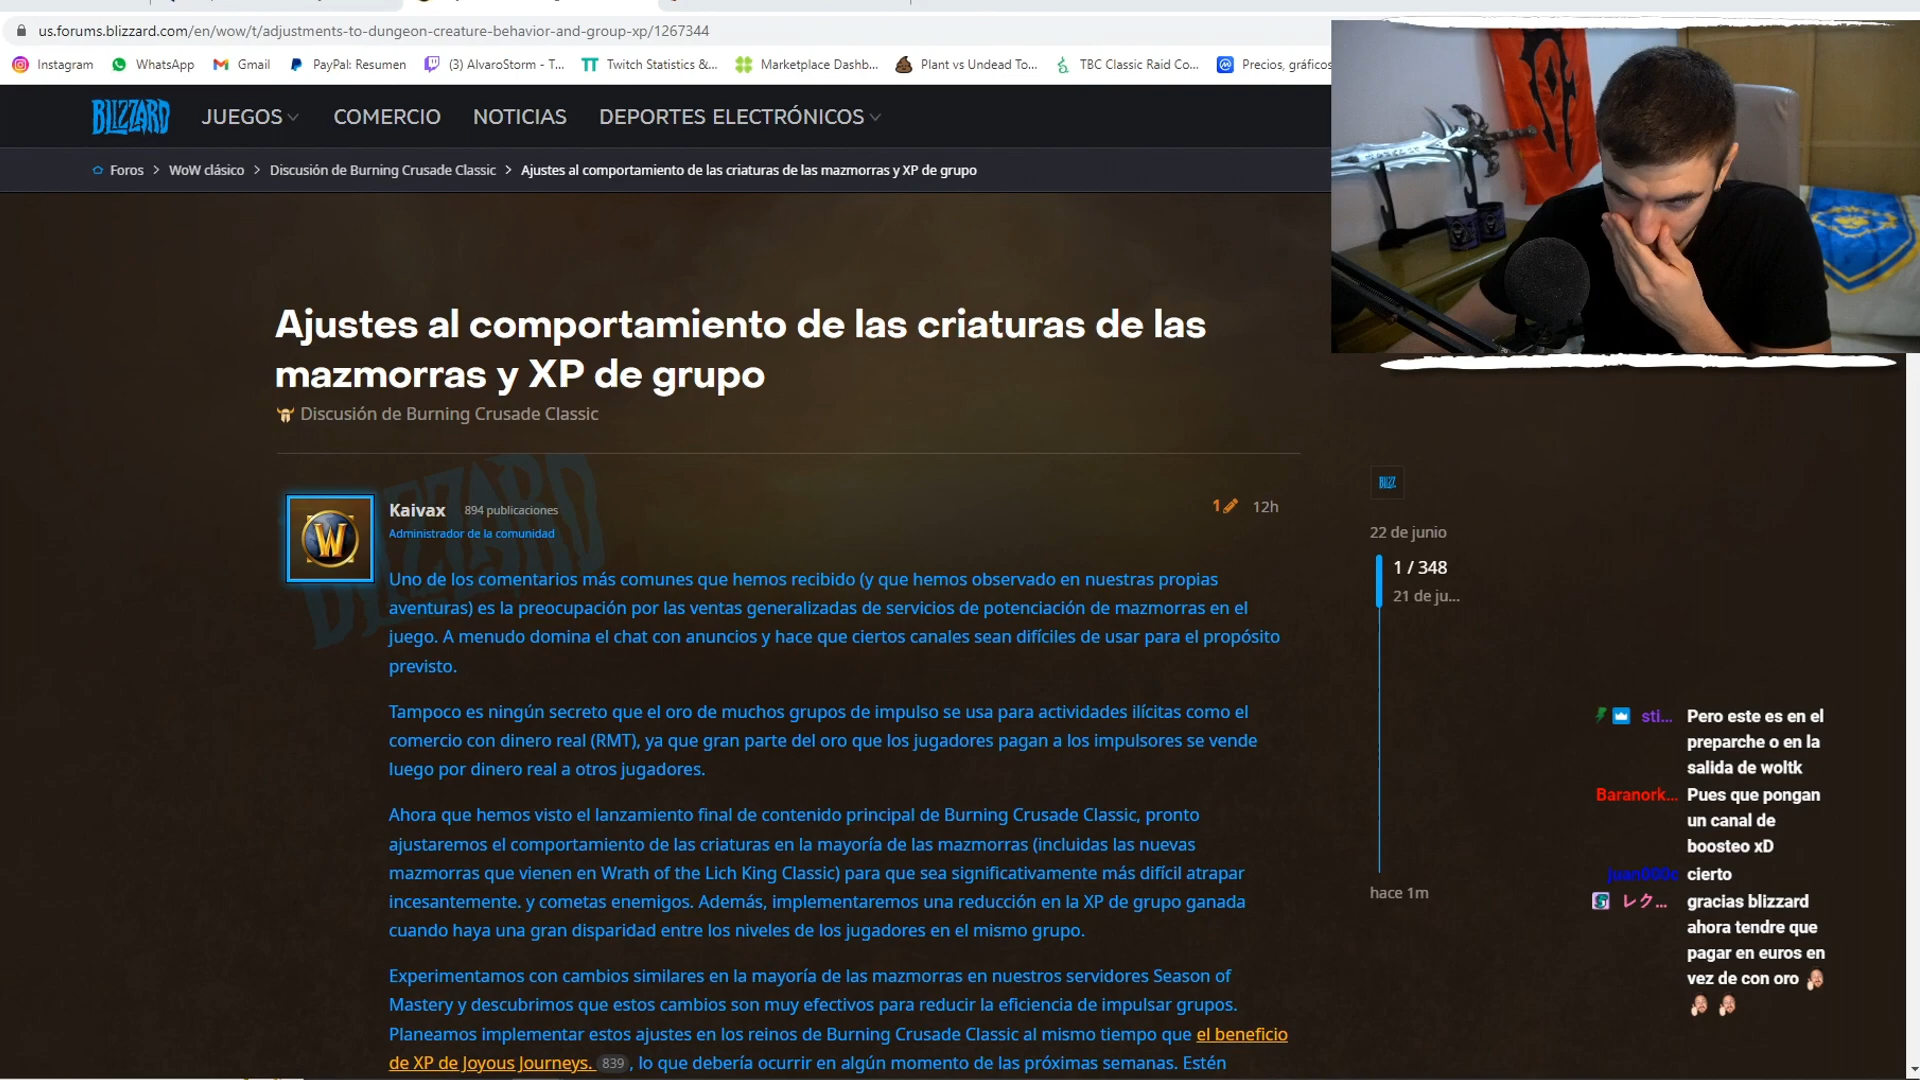 us.forums.blizzard.com/en/wow/t/adjustments-to-dungeon-creature-behavior-and-group-xp/1267344
Instagram
WhatsApp
Gmail
PayPal: Resumen
(3) AlvaroStorm - T...
Twitch Statistics &...
Marketplace Dashb...
Plant vs Undead To...
TBC Classic Raid Co...
Precios, gráficos
BLIZZARD
JUEGOS
COMERCIO
NOTICIAS
DEPORTES ELECTRÓNICOS
Foros > WoW clásico > Discusión de Burning Crusade Classic > Ajustes al comportamiento de las criaturas de las mazmorras y XP de grupo
Ajustes al comportamiento de las criaturas de las
mazmorras y XP de grupo
Discusión de Burning Crusade Classic
Kaivax 894 publicaciones
1 12h
Administrador de la comunidad
Uno de los comentarios más comunes que hemos recibido (y que hemos observado en nuestras propias
aventuras) es la preocupación por las ventas generalizadas de servicios de potenciación de mazmorras en el
juego. A menudo domina el chat con anuncios y hace que ciertos canales sean difíciles de usar para el propósito
previsto.
Tampoco es ningún secreto que el oro de muchos grupos de impulso se usa para actividades ilícitas como el
comercio con dinero real (RMT), ya que gran parte del oro que los jugadores pagan a los impulsores se vende
luego por dinero real a otros jugadores.
Ahora que hemos visto el lanzamiento final de contenido principal de Burning Crusade Classic, pronto
ajustaremos el comportamiento de las criaturas en la mayoría de las mazmorras (incluidas las nuevas
mazmorras que vienen en Wrath of the Lich King Classic) para que sea significativamente más difícil atrapar
incesantemente. y cometas enemigos. Además, implementaremos una reducción en la XP de grupo ganada
cuando haya una gran disparidad entre los niveles de los jugadores en el mismo grupo.
Experimentamos con cambios similares en la mayoría de las mazmorras en nuestros servidores Season of
Mastery y descubrimos que estos cambios son muy efectivos para reducir la eficiencia de impulsar grupos.
Planeamos implementar estos ajustes en los reinos de Burning Crusade Classic al mismo tiempo que el beneficio
de XP de Joyous Journeys. 839 , lo que debería ocurrir en algún momento de las próximas semanas. Estén
BLIZZ
22 de junio
1 / 348
21 de ju...
hace 1m
sti... Pero este es en el
preparche o en la
salida de woltk
Baranork... Pues que pongan
un canal de
boosteo xD
juan000c cierto
レク... gracias blizzard
ahora tendre que
pagar en euros en
vez de con oro